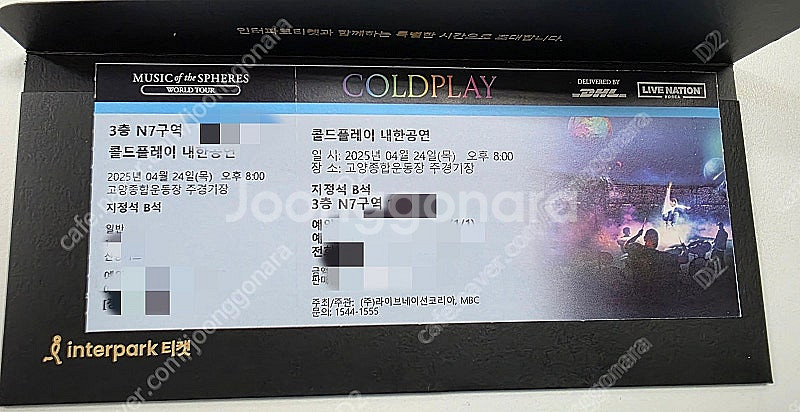 인터파크티켓과 함께하는 특별한 시간으로 초대합니다.
MUSIC of the SPHERES
WORLD TOUR
COLDPLAY
DELIVERED BY
DHL
LIVE NATION
KOREA
3층 N7구역
콜드플레이 내한공연
2025년 04월 24일(목) 오후 8:00
고양종합운동장 주경기장
지정석 B석
일반
콜드플레이 내한공연
일 시: 2025년 04월 24일(목) 오후 8:00
장 소: 고양종합운동장 주경기장
지정석 B석
3층 N7구역
(1/1)
주최/주관: (주)라이브네이션코리아, MBC
문의: 1544-1555
interpark 티켓
Joonggonara
cafe.naver.com/joonggonara